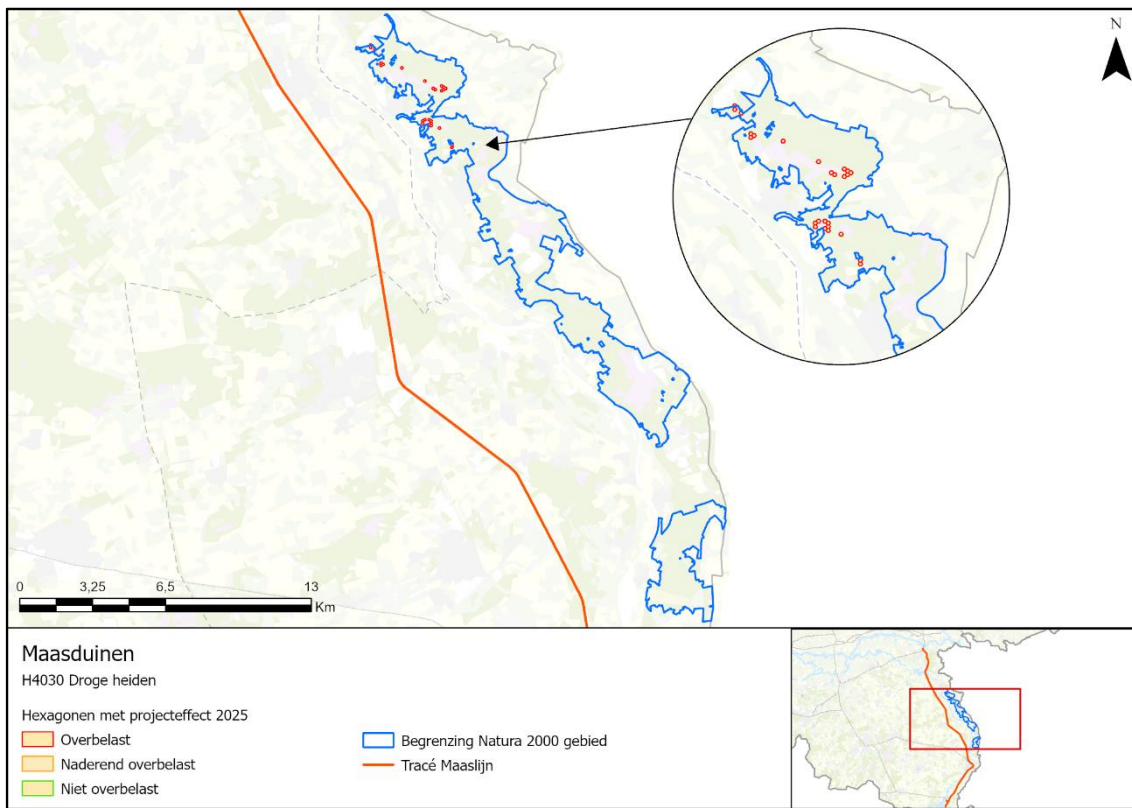 N
0 3,25 6,5 13
Km
Maasduinen
H4030 Droge heiden
Hexagonen met projecteffect 2025
Overbelast
Naderend overbelast
Niet overbelast
Begrenzing Natura 2000 gebied
Tracé Maaslijn